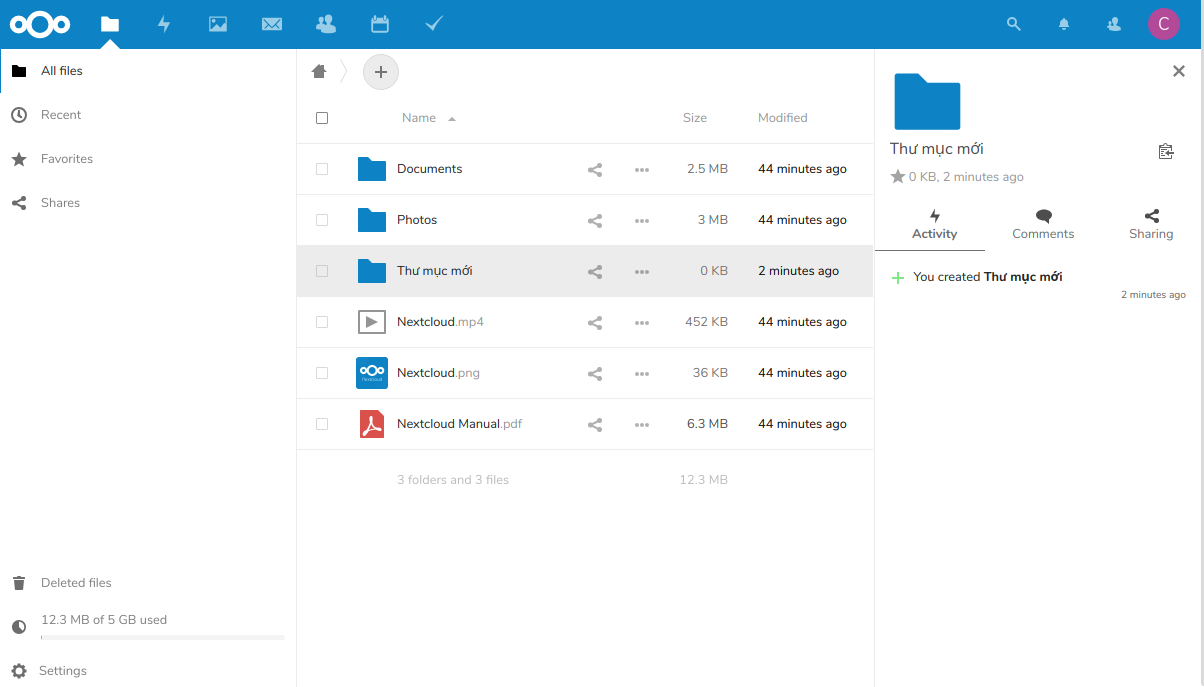 C
All files
Recent
Favorites
Shares
Deleted files
12.3 MB of 5 GB used
Settings
Name Size Modified
Documents 2.5 MB 44 minutes ago
Photos 3 MB 44 minutes ago
Thư mục mới 0 KB 2 minutes ago
Nextcloud.mp4 452 KB 44 minutes ago
Nextcloud.png 36 KB 44 minutes ago
Nextcloud Manual.pdf 6.3 MB 44 minutes ago
3 folders and 3 files 12.3 MB
Thư mục mới
0 KB, 2 minutes ago
Activity Comments Sharing
You created Thư mục mới
2 minutes ago